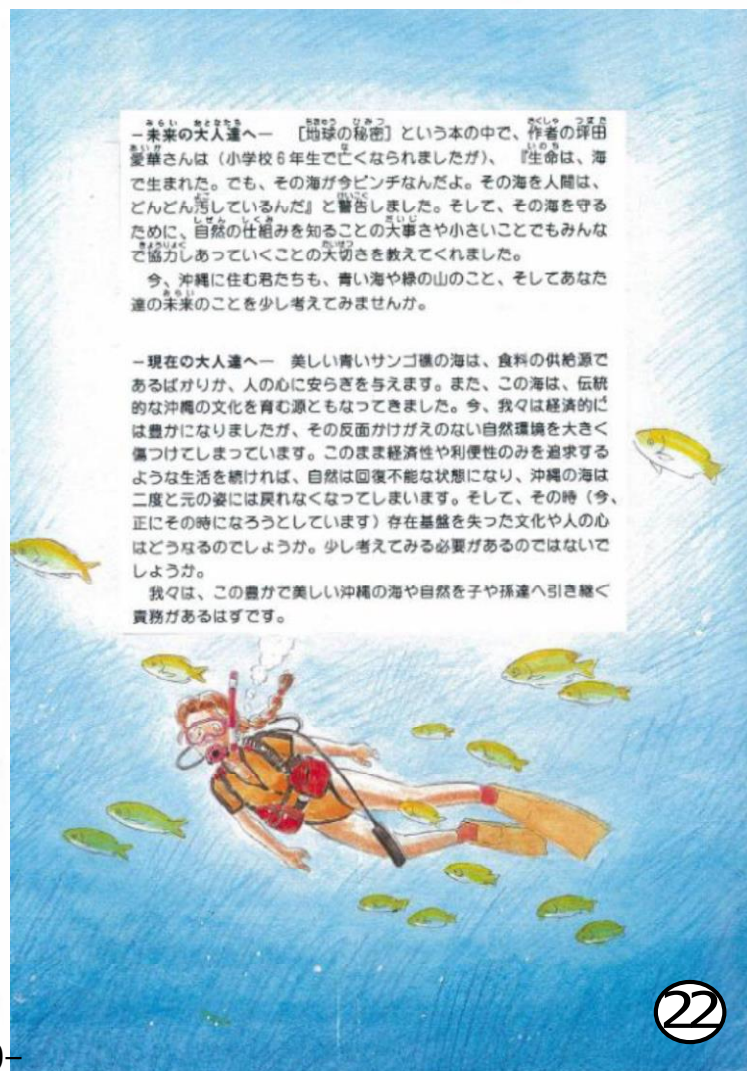 －未来の大人達へ－　［地球の秘密］という本の中で、作者の坪田
愛華さんは（小学校６年生で亡くなられましたが）、『生命は、海
で生まれた。でも、その海が今ピンチなんだよ。その海を人間は、
どんどん汚しているんだ』と警告しました。そして、その海を守る
ために、自然の仕組みを知ることの大事さや小さいことでもみんな
で協力しあっていくことの大切さを教えてくれました。
　今、沖縄に住む君たちも、青い海や緑の山のこと、そしてあなた
達の未来のことを少し考えてみませんか。
－現在の大人達へ－　美しい青いサンゴ礁の海は、食料の供給源で
あるばかりか、人の心に安らぎを与えます。また、この海は、伝統
的な沖縄の文化を育む源ともなってきました。今、我々は経済的に
は豊かになりましたが、その反面かけがえのない自然環境を大きく
傷つけてしまっています。このまま経済性や利便性のみを追求する
ような生活を続ければ、自然は回復不能な状態になり、沖縄の海は
二度と元の姿には戻れなくなってしまいます。そして、その時（今、
正にその時になろうとしています）存在基盤を失った文化や人の心
はどうなるのでしょうか。少し考えてみる必要があるのではないで
しょうか。
　我々は、この豊かで美しい沖縄の海や自然を子や孫達へ引き継ぐ
責務があるはずです。
22